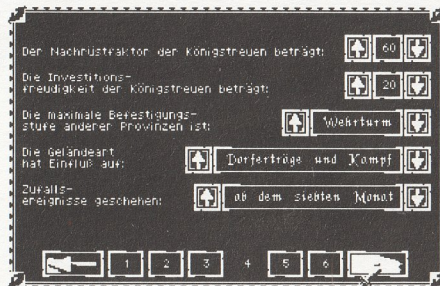 Der Nachrüstfaktor der Königstreuen beträgt: 60
Die Investitions-
freudigkeit der Königstreuen beträgt: 20
Die maximale Befestigungs-
stufe anderer Provinzen ist: Wehrturm
Die Geländeart
hat Einfluß auf: Dorferträge und Kampf
Zufalls-
ereignisse geschehen: ab dem siebten Monat
1 2 3 4 5 6